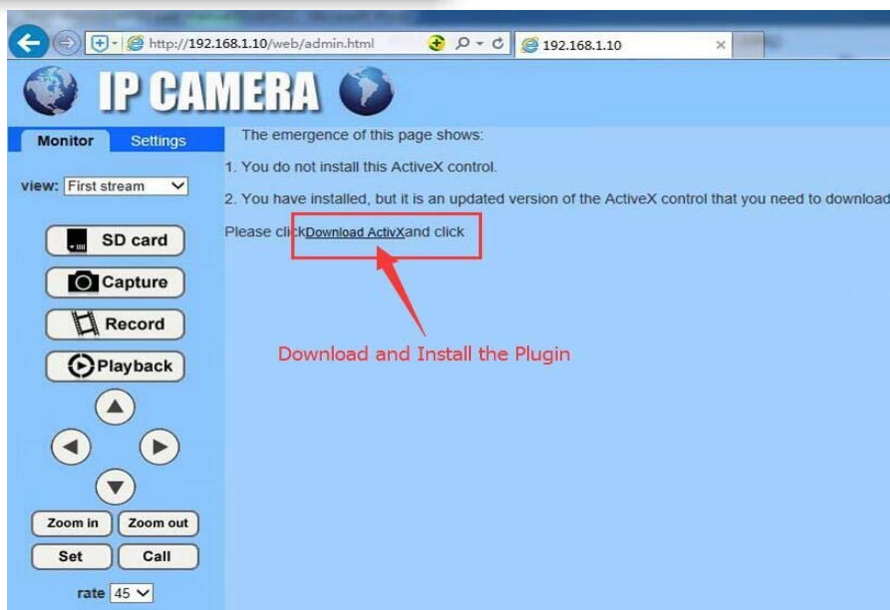 http://192.168.1.10/web/admin.html
192.168.1.10
IP CAMERA
Monitor Settings
The emergence of this page shows:
1. You do not install this ActiveX control.
view: First stream
2. You have installed, but it is an updated version of the ActiveX control that you need to download
Please clickDownload ActivXand click
SD card
Capture
Record
Download and Install the Plugin
Playback
Zoom in Zoom out
Set Call
rate 45